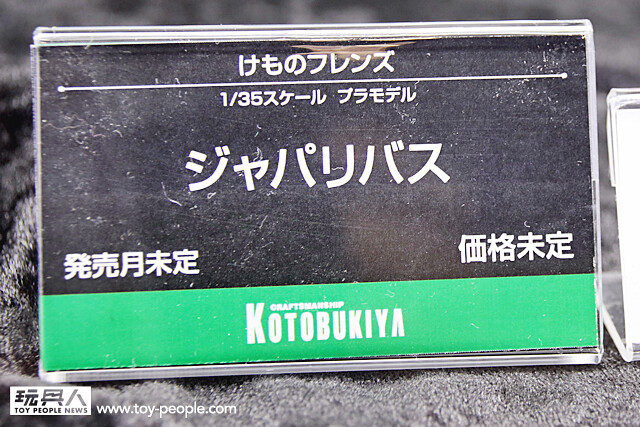 けものフレンズ
1/35スケール プラモデル
ジャパリバス
発売月未定
価格未定
CRAFTSMANSHIP
KOTOBUKIYA
玩具人
TOY PEOPLE NEWS
www.toy-people.com